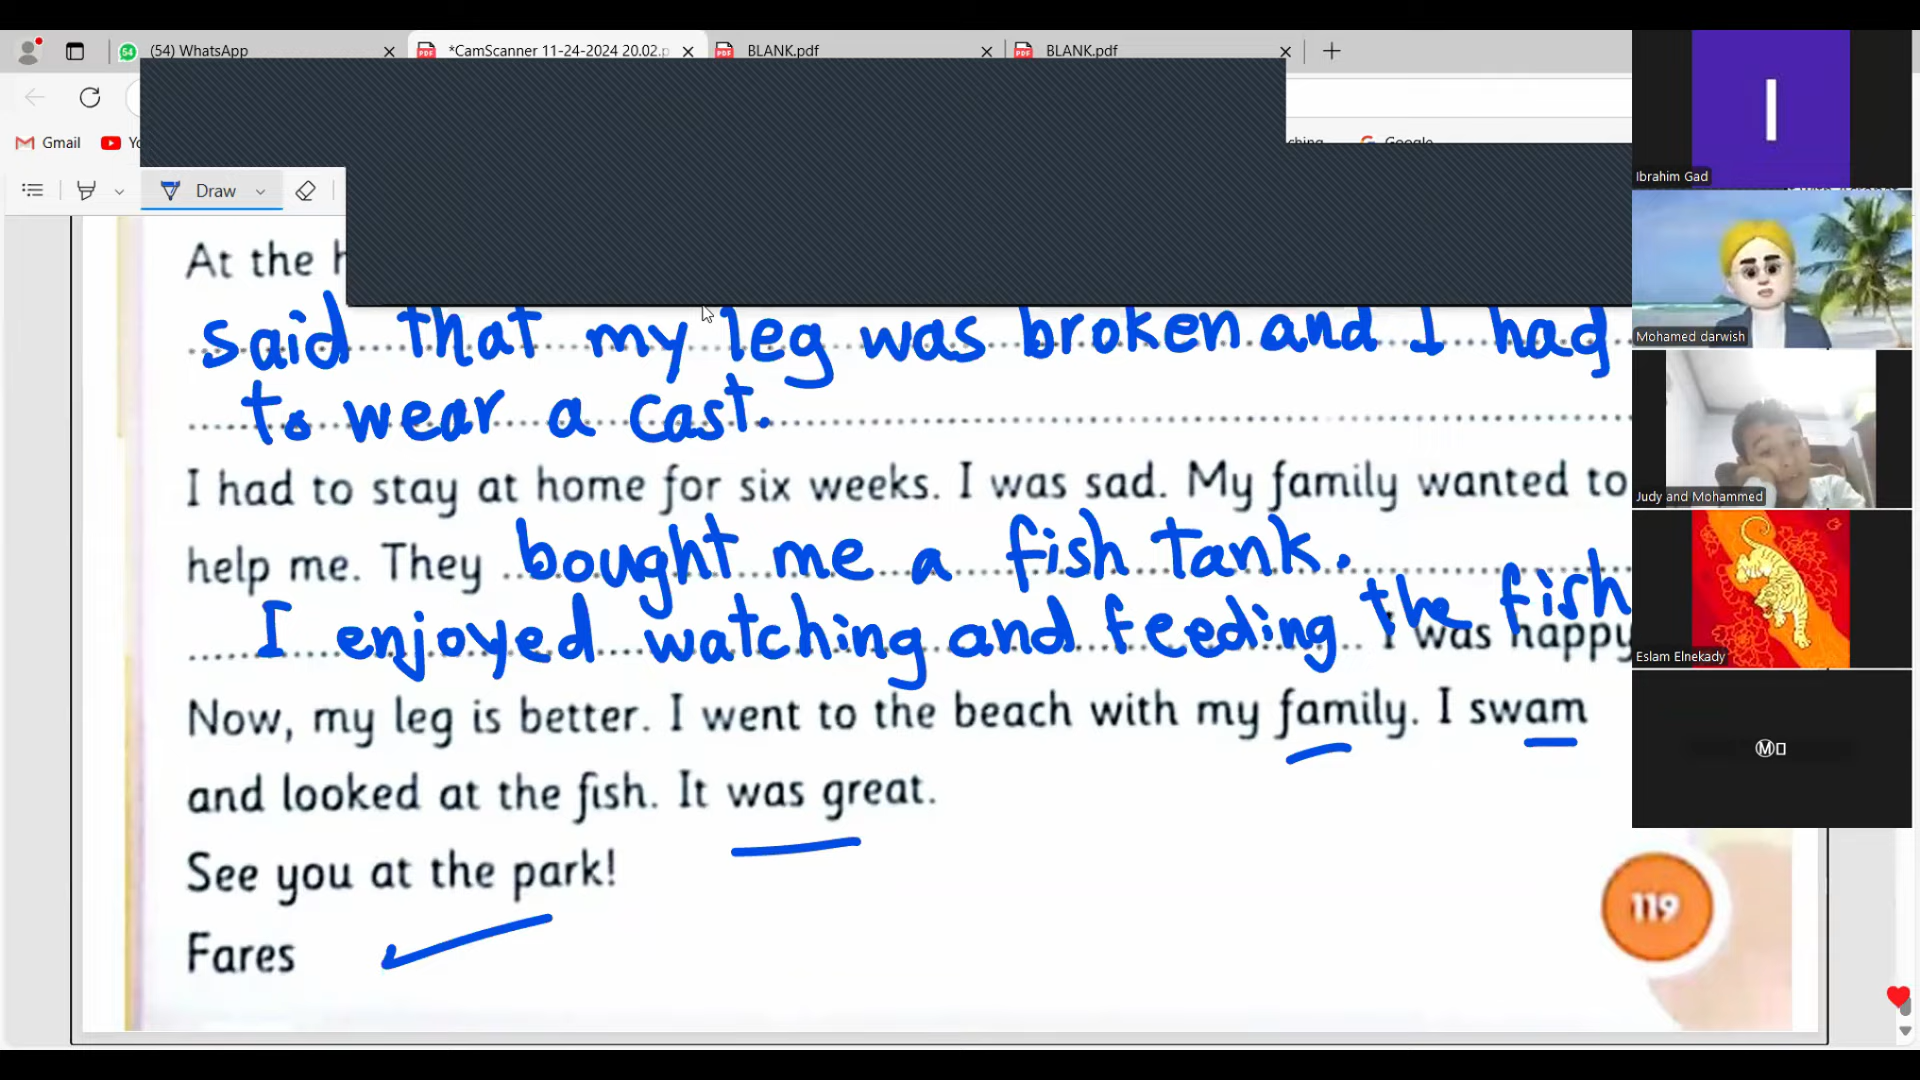 54
(54) WhatsApp
*CamScanner 11-24-2024 20.02.p
BLANK.pdf
BLANK.pdf
Gmail
ching
Google
Draw
At the
said that my leg was broken and I had
to wear a cast.
I had to stay at home for six weeks. I was sad. My family wanted to
help me. They bought me a fish tank.
I enjoyed watching and feeding the fish
I was happy
Now, my leg is better. I went to the beach with my family. I swam
and looked at the fish. It was great.
See you at the park!
Fares
119
I
Ibrahim Gad
Mohamed darwish
Judy and Mohammed
Eslam Elnekady